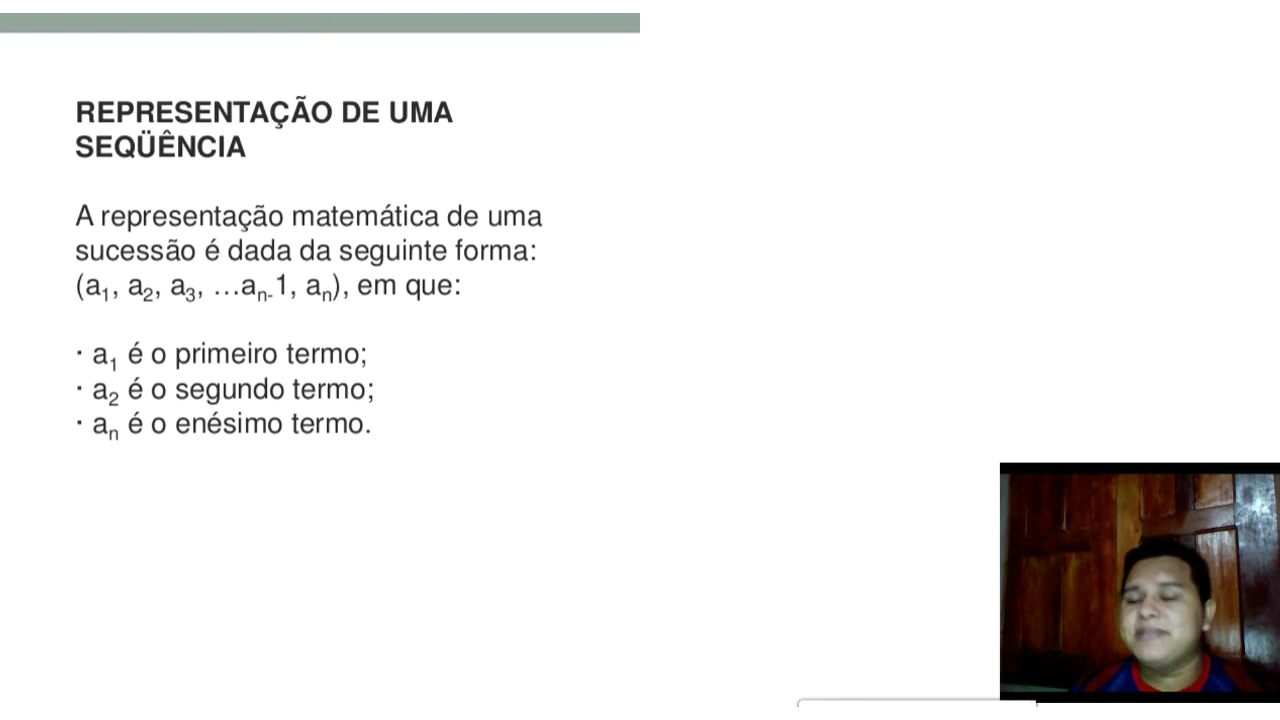 REPRESENTAÇÃO DE UMA
SEQÜÊNCIA
A representação matemática de uma
sucessão é dada da seguinte forma:
(a₁, a₂, a₃, …aₙ₋1, aₙ), em que:
· a₁ é o primeiro termo;
· a₂ é o segundo termo;
· aₙ é o enésimo termo.